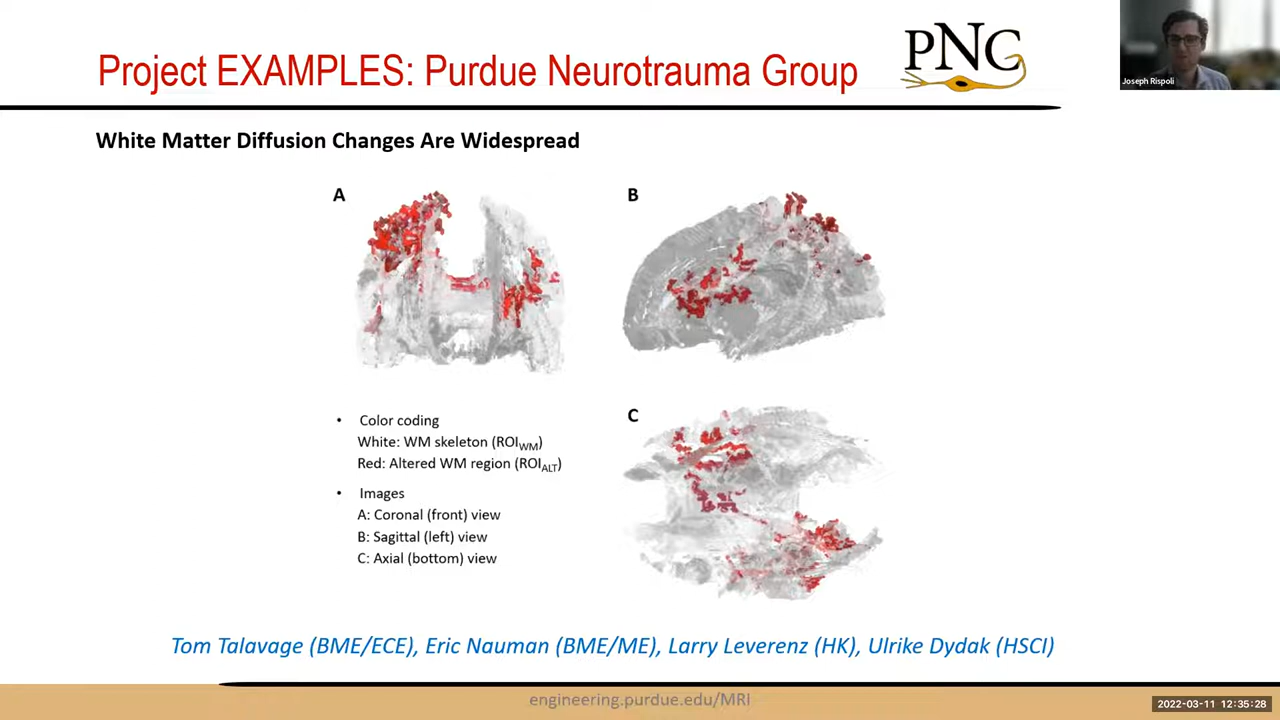 Project EXAMPLES: Purdue Neurotrauma Group
PNG
Joseph Rispoli
White Matter Diffusion Changes Are Widespread
A
B
• Color coding
White: WM skeleton (ROIWM)
Red: Altered WM region (ROIALT)
• Images
A: Coronal (front) view
B: Sagittal (left) view
C: Axial (bottom) view
C
Tom Talavage (BME/ECE), Eric Nauman (BME/ME), Larry Leverenz (HK), Ulrike Dydak (HSCI)
engineering.purdue.edu/MRI
2022-03-11 12:35:28